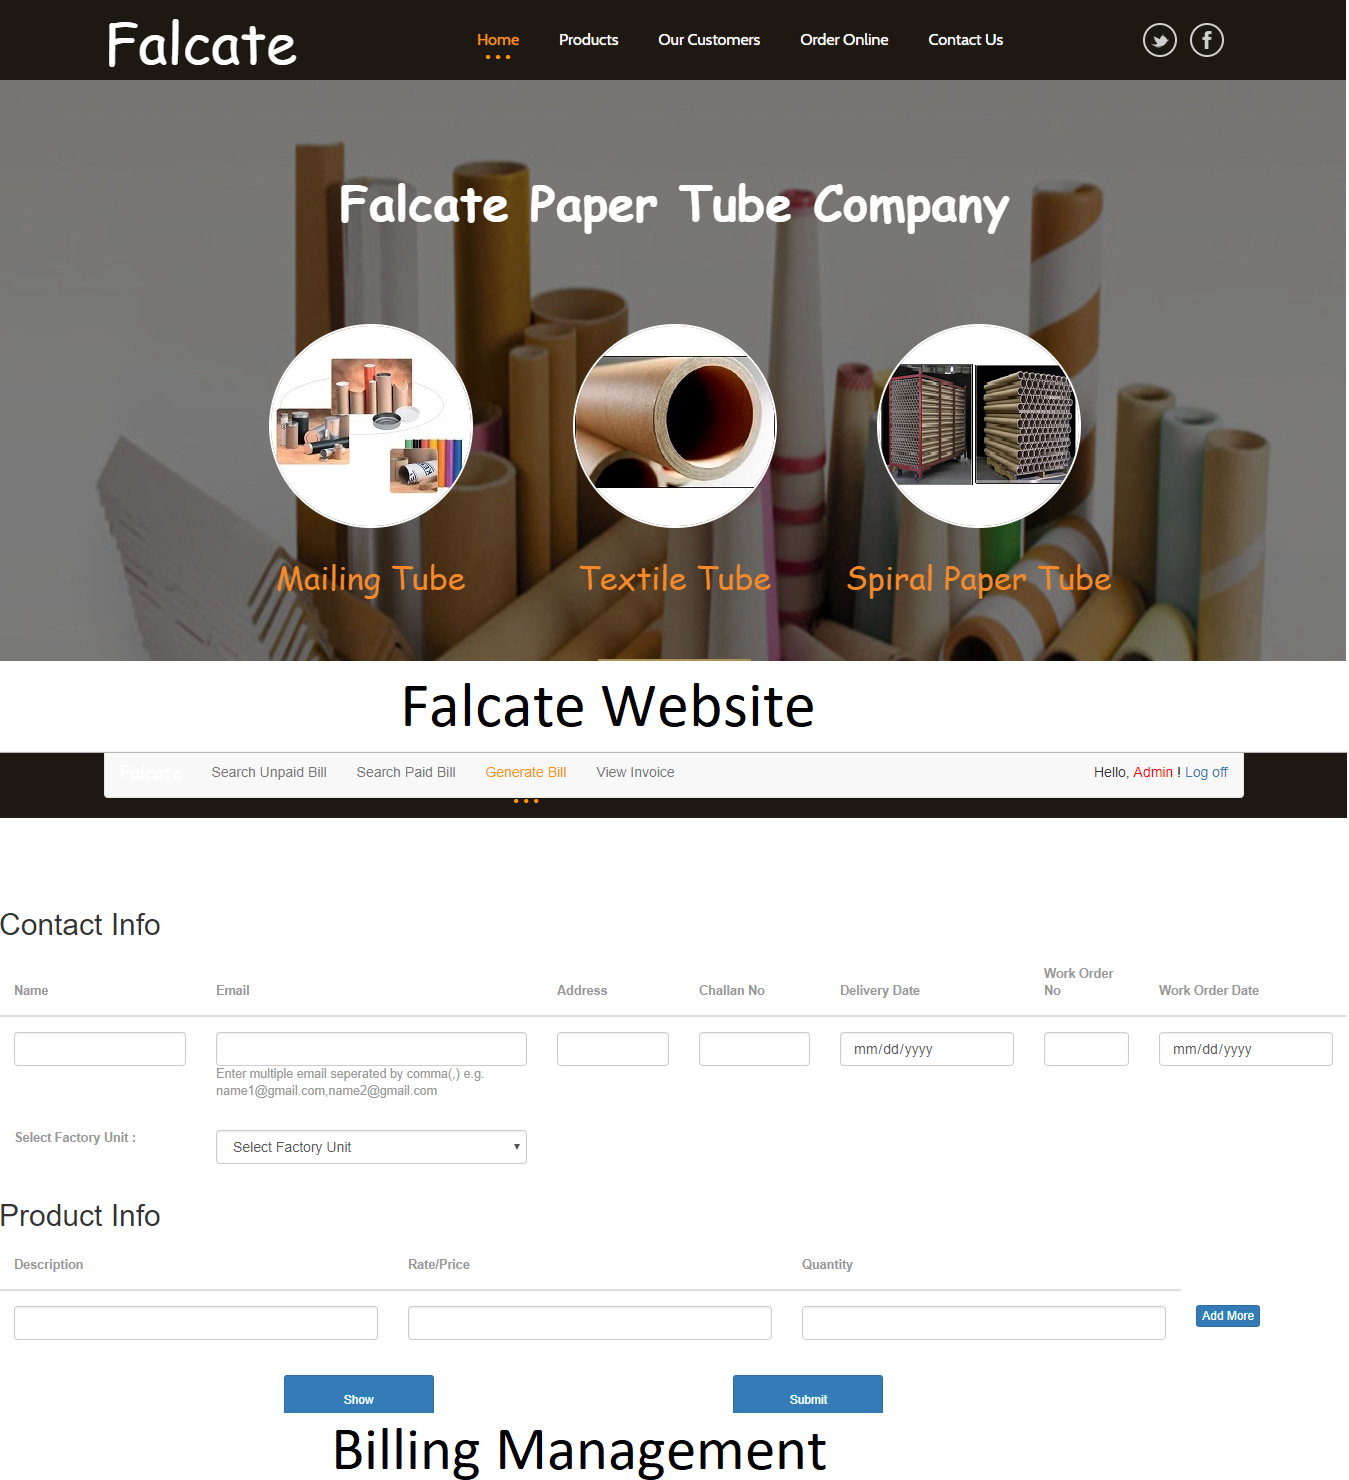 Falcate
Home Products Our Customers Order Online Contact Us
Falcate Paper Tube Company
Mailing Tube Textile Tube Spiral Paper Tube
Falcate Website
Falcate Search Unpaid Bill Search Paid Bill Generate Bill View Invoice Hello, Admin ! Log off
Contact Info
Name Email Address Challan No Delivery Date Work Order No Work Order Date
mm/dd/yyyy mm/dd/yyyy
Enter multiple email seperated by comma(,) e.g.
name1@gmail.com,name2@gmail.com
Select Factory Unit : Select Factory Unit
Product Info
Description Rate/Price Quantity
Add More
Show Submit
Billing Management